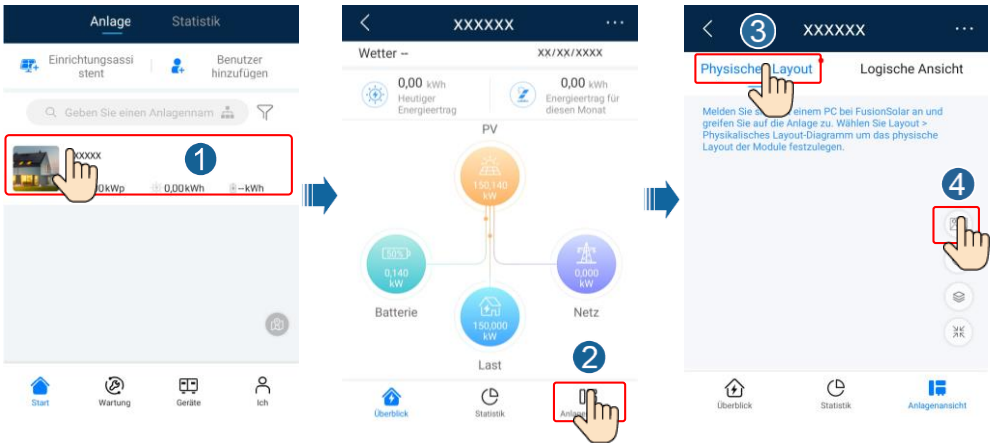 Anlage
Statistik
Einrichtungsassi
stent
Benutzer
hinzufügen
Geben Sie einen Anlagennam
xxxxx
1
kWp
0,00kWh
--kWh
Start
Wartung
Geräte
Ich
XXXXXX
Wetter --
XX/XX/XXXX
0,00 kWh
Heutiger
Energieertrag
0,00 kWh
Energieertrag für
diesen Monat
PV
150,140
kW
50%
0,140
kW
0,000
kW
Batterie
Netz
150,000
kW
Last
2
Überblick
Statistik
3
XXXXXX
Physisches Layout
Logische Ansicht
Melden Sie einem PC bei FusionSolar an und
greifen Sie auf die Anlage zu. Wählen Sie Layout >
Physikalisches Layout-Diagramm um das physische
Layout der Module festzulegen.
4
Überblick
Statistik
Anlagenansicht